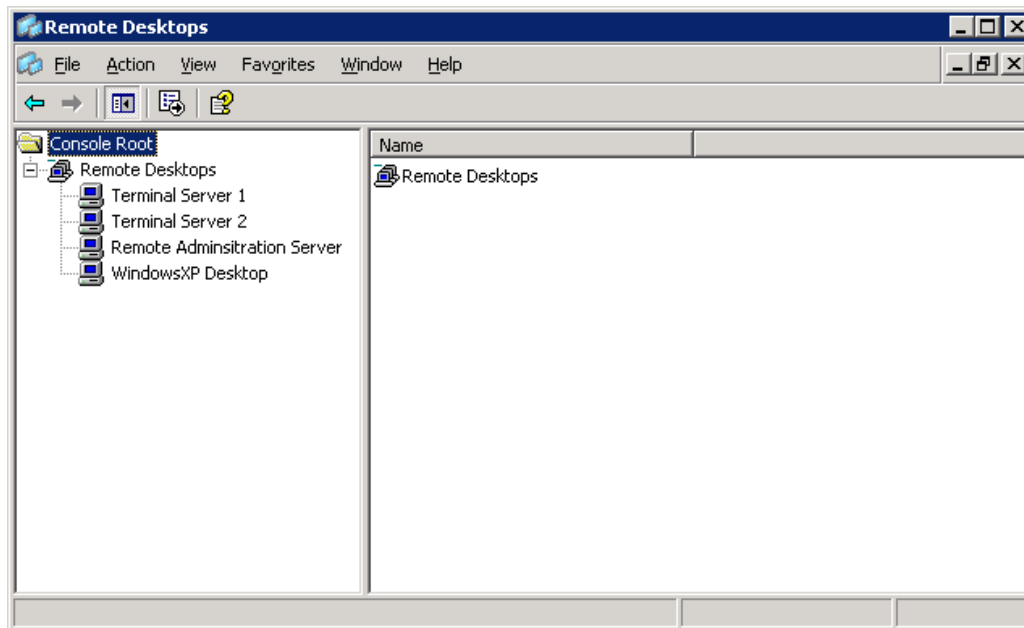 Remote Desktops
File Action View Favorites Window Help
Console Root
Remote Desktops
Terminal Server 1
Terminal Server 2
Remote Adminsitration Server
WindowsXP Desktop
Name
Remote Desktops